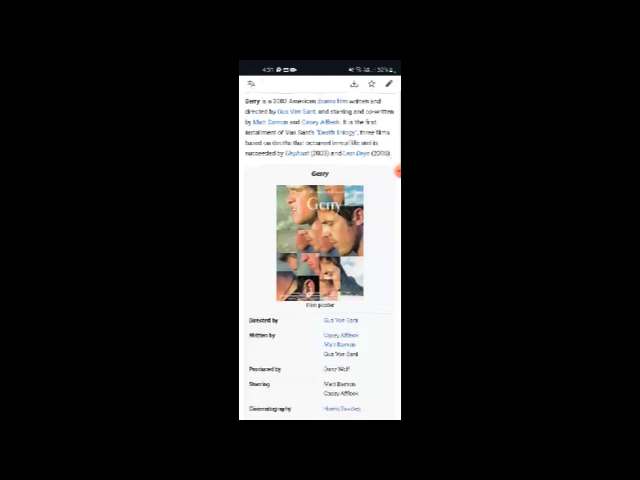 Gerry is a 2002 American drama film written and
directed by Gus Van Sant, and starring and co-written
by Matt Damon and Casey Affleck. It is the first
installment of Van Sant's "Death Trilogy", three films
based on deaths that occurred in real life and is
succeeded by Elephant (2003) and Last Days (2005)
Gerry
Gerry
Film poster
Directed by Gus Van Sant
Written by Casey Affleck
Matt Damon
Gus Van Sant
Produced by Dany Wolf
Starring Matt Damon
Casey Affleck
Cinematography Harris Savides